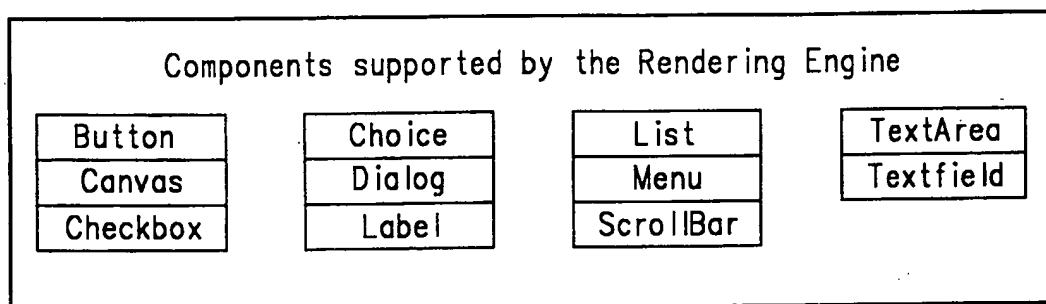 Components supported by the Rendering Engine
Button
Canvas
Checkbox
Choice
Dialog
Label
List
Menu
ScrollBar
TextArea
Textfield